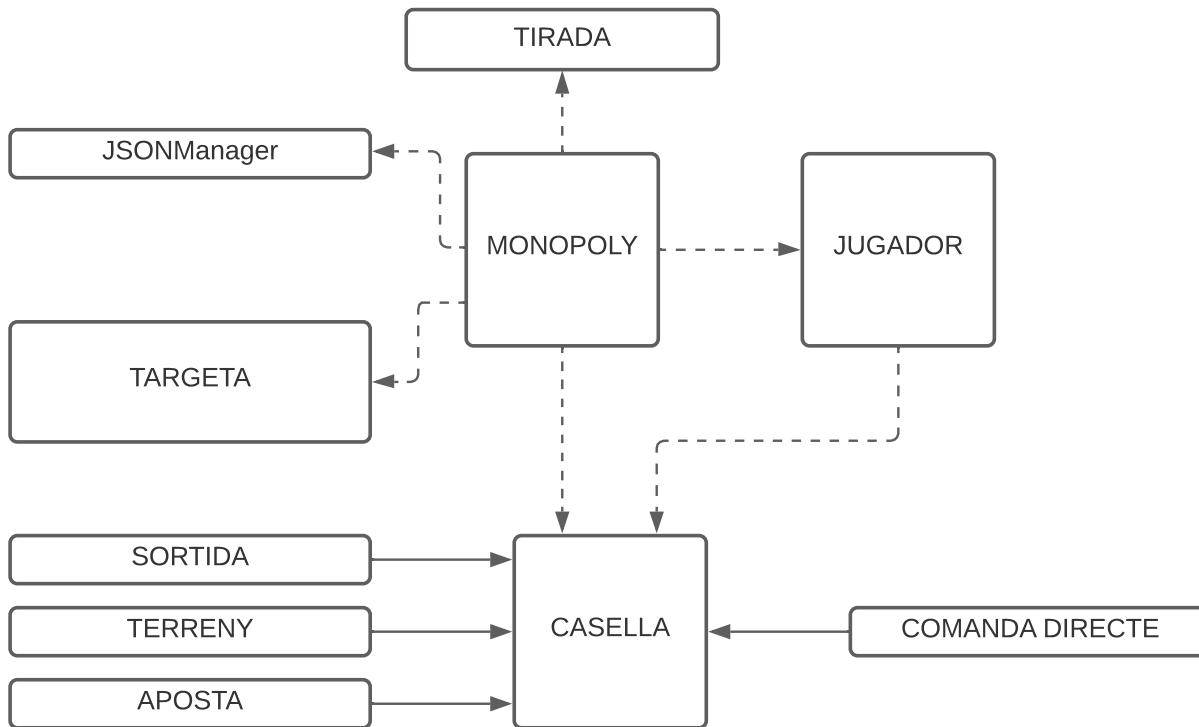 TIRADA
JSONManager
MONOPOLY
JUGADOR
TARGETA
SORTIDA
TERRENY
CASELLA
COMANDA DIRECTE
APOSTA